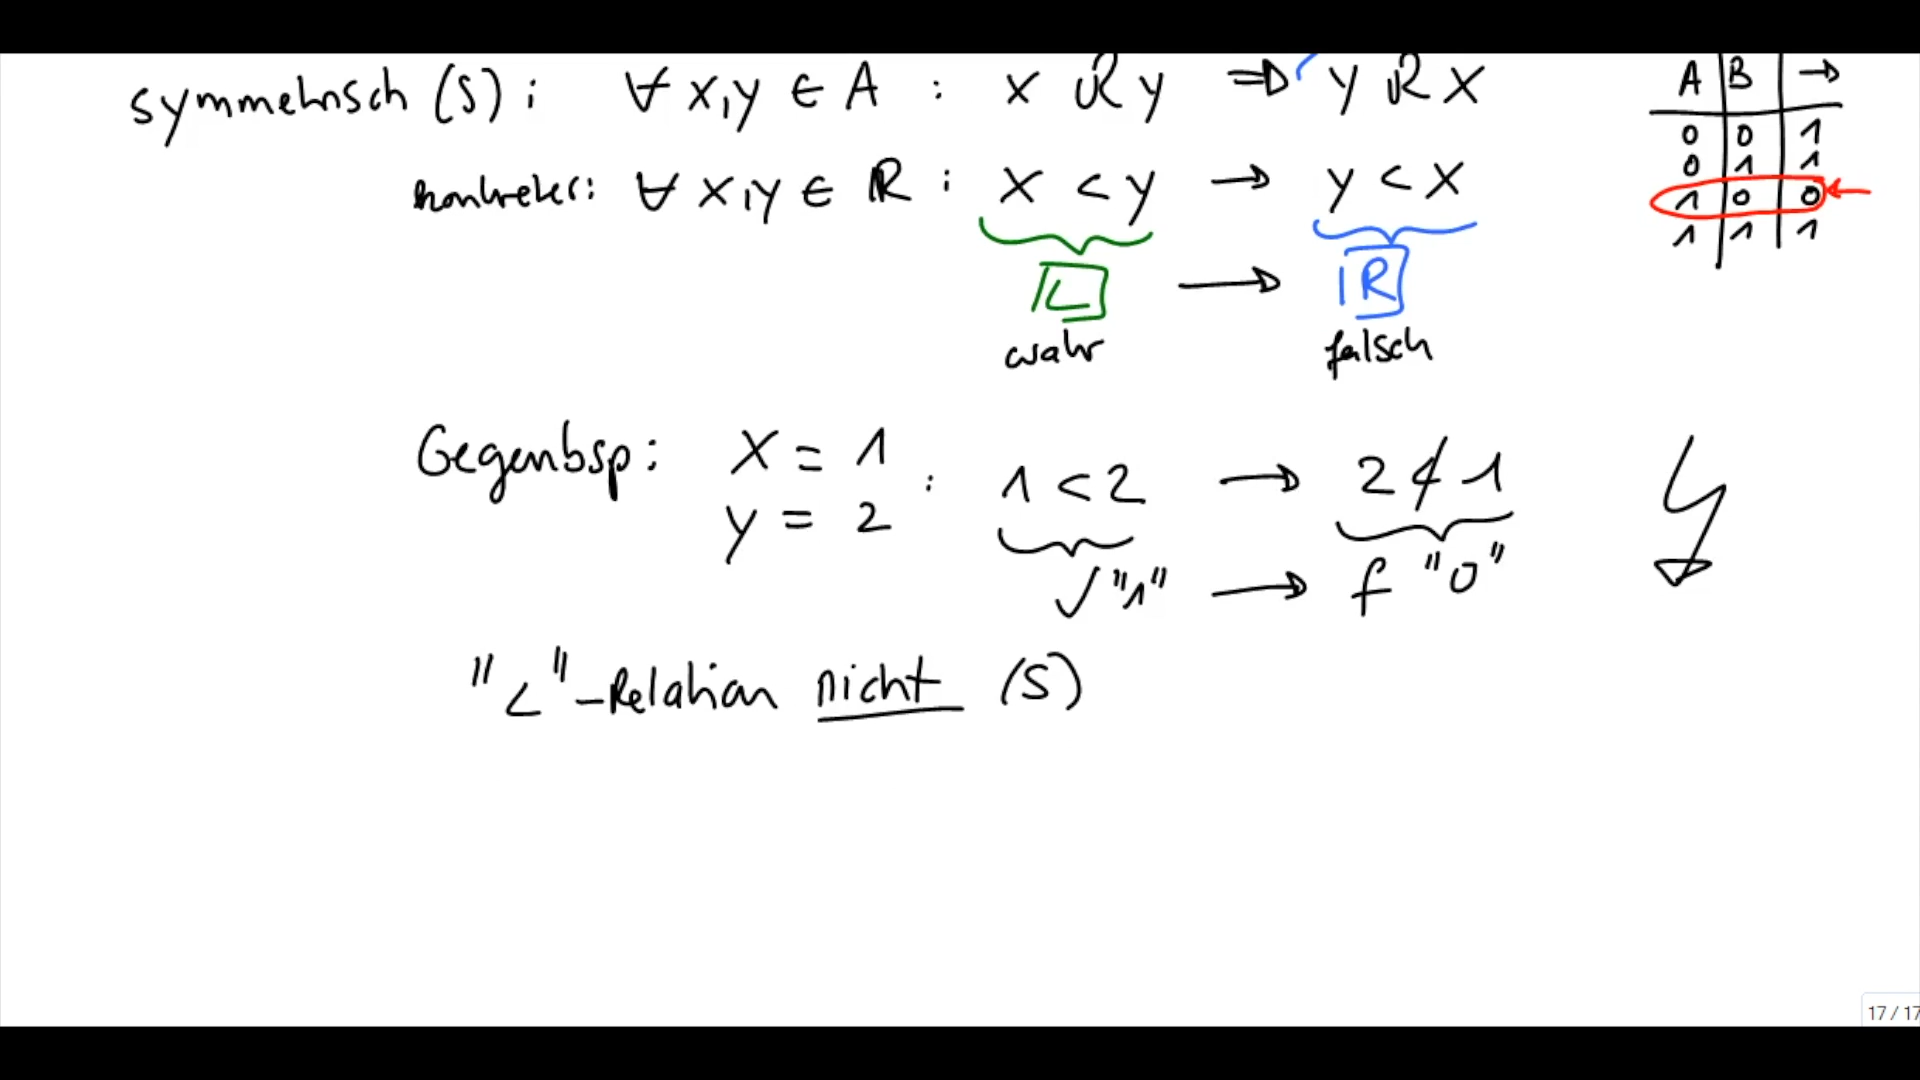 symmetrisch (S): ∀ x,y ∈ A : x R y ⇒ y R x
konkreter: ∀ x,y ∈ ℝ : x < y → y < x
L → R
wahr falsch
Gegenbsp: x = 1
y = 2 : 1 < 2 → 2 ≮ 1
✓ "1" → f "0"
"<"-Relation nicht (S)
A B →
0 0 1
0 1 1
1 0 0
1 1 1
17 / 17